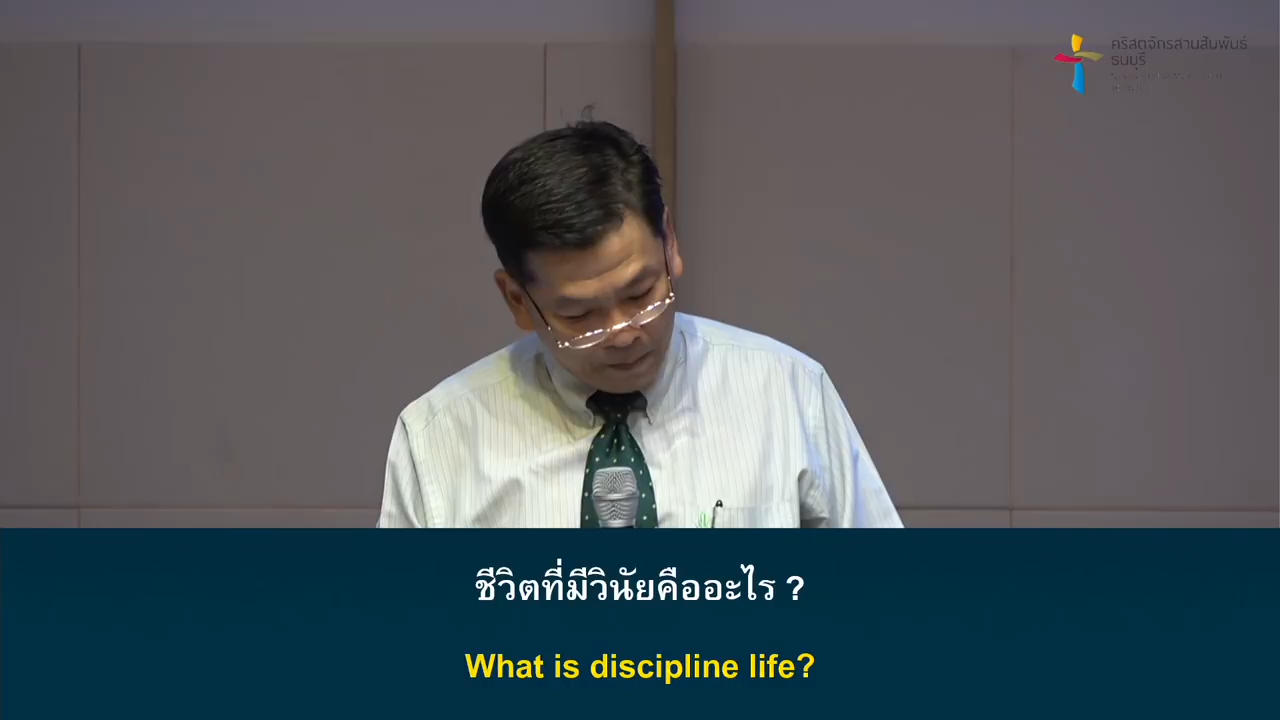 คริสตจักรสานสัมพันธ์
ธนบุรี
ชีวิตที่มีวินัยคืออะไร ?
What is discipline life?